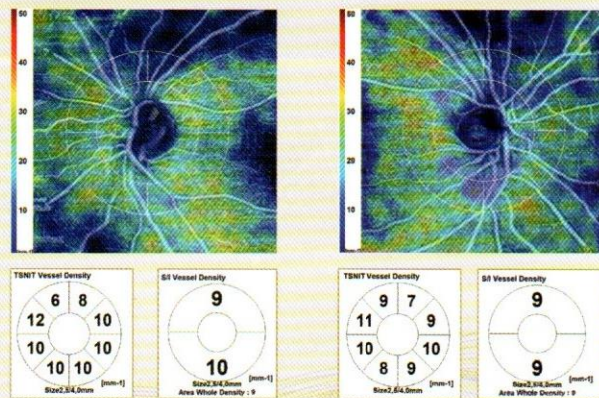 50
40
30
20
10
50
40
30
20
10
TSNIT Vessel Density
6 8
12 10
10 10
10 10
[mm-1]
Size2,5/4,0mm
S/I Vessel Density
9
10
[mm-1]
Size2,5/4,0mm
Area Whole Density : 9
TSNIT Vessel Density
9 7
11 9
10 10
8 9
[mm-1]
Size2,5/4,0mm
S/I Vessel Density
9
9
[mm-1]
Size2,5/4,0mm
Area Whole Density : 9